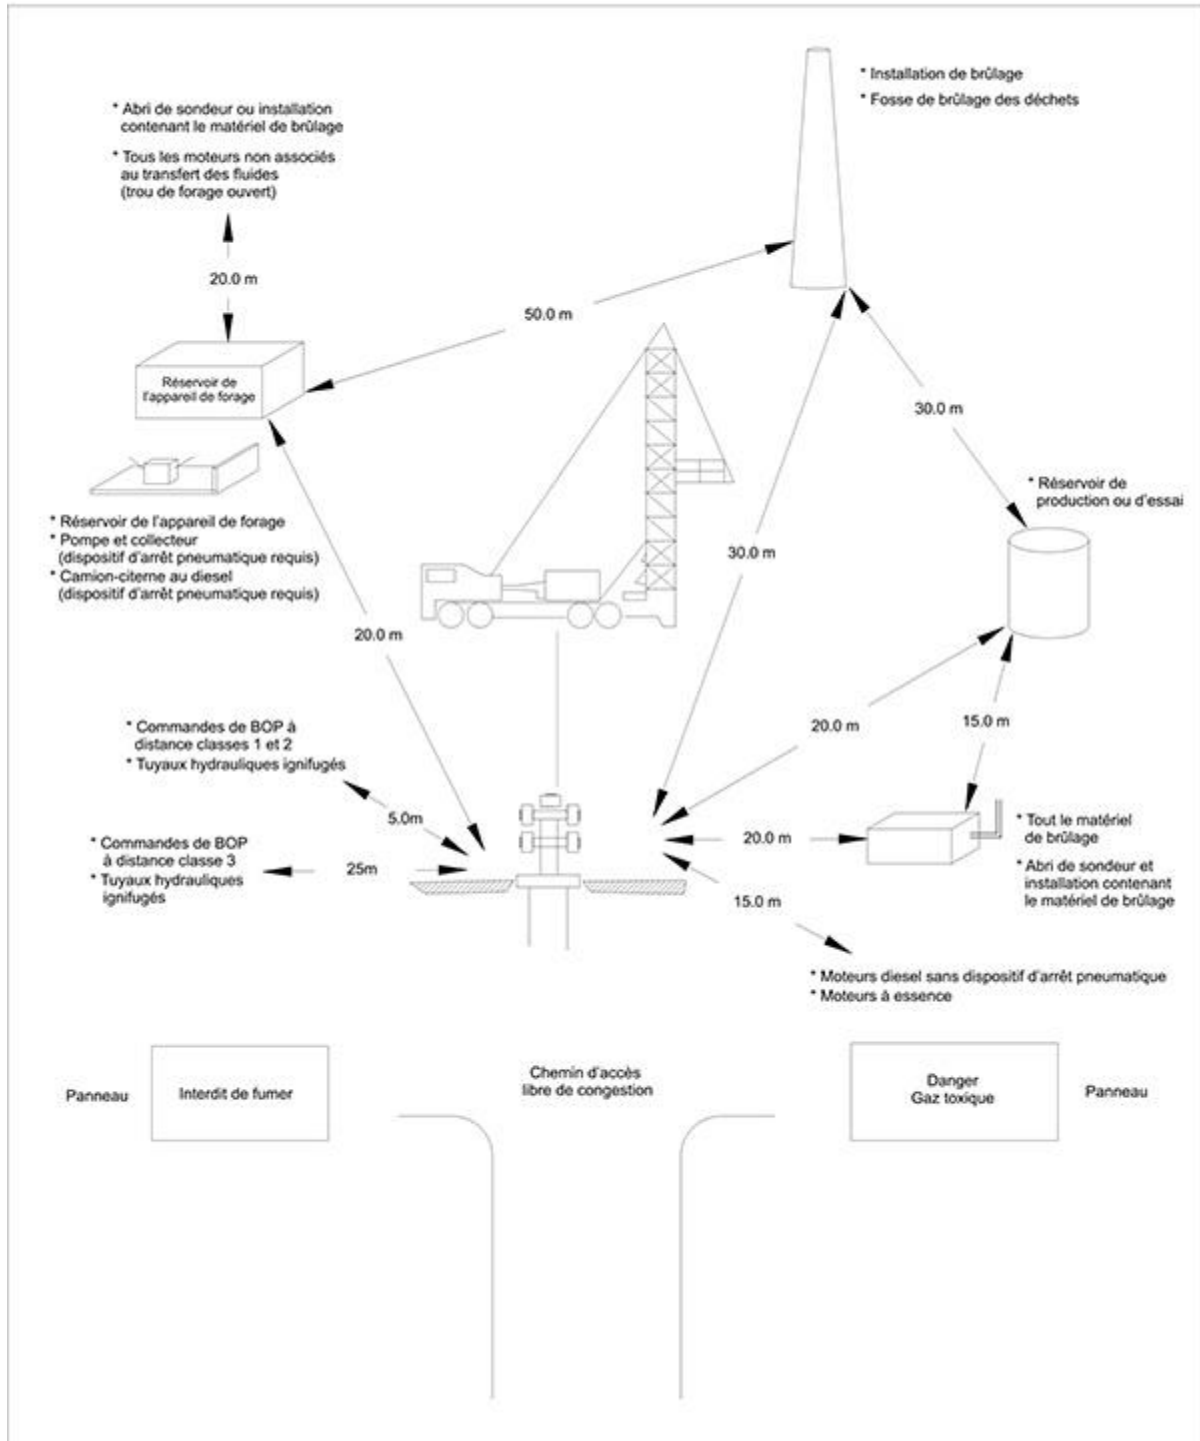 * Installation de brûlage
* Fosse de brûlage des déchets
* Abri de sondeur ou installation
contenant le matériel de brûlage
* Tous les moteurs non associés
au transfert des fluides
(trou de forage ouvert)
20.0 m
50.0 m
Réservoir de
l'appareil de forage
30.0 m
* Réservoir de
production ou d'essai
* Réservoir de l'appareil de forage
* Pompe et collecteur
(dispositif d'arrêt pneumatique requis)
* Camion-citerne au diesel
(dispositif d'arrêt pneumatique requis)
30.0 m
20.0 m
* Commandes de BOP à
distance classes 1 et 2
* Tuyaux hydrauliques ignifugés
20.0 m
15.0 m
5.0m
* Commandes de BOP
à distance classe 3
* Tuyaux hydrauliques
ignifugés
25m
20.0 m
* Tout le matériel
de brûlage
* Abri de sondeur et
installation contenant
le matériel de brûlage
15.0 m
* Moteurs diesel sans dispositif d'arrêt pneumatique
* Moteurs à essence
Panneau
Interdit de fumer
Chemin d'accès
libre de congestion
Danger
Gaz toxique
Panneau